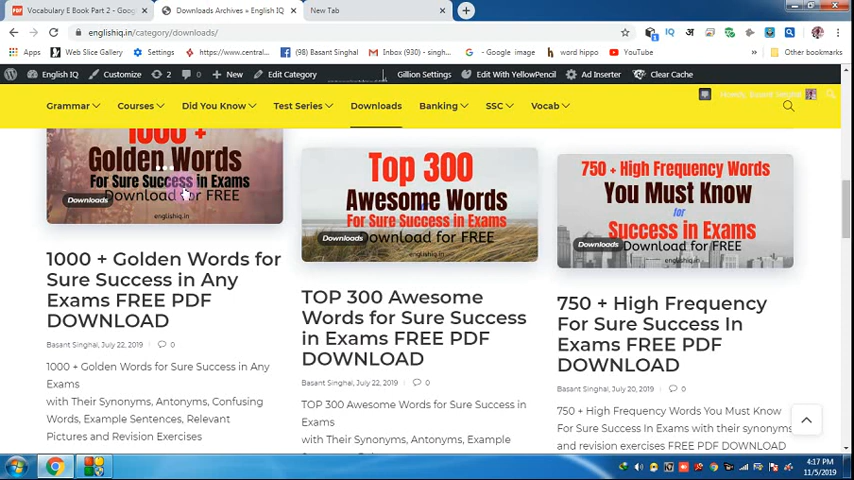 Vocabulary E Book Part 2 - Goog
Downloads Archives + English IQ
New Tab
englishiq.in/category/downloads/
Apps
Web Slice Gallery
Settings
https://www.central...
(98) Basant Singhal
Inbox (930) - singh...
- Google image
word hippo
YouTube
Other bookmarks
English IQ
Customize
2
0
New
Edit Category
Gillion Settings
Edit With YellowPencil
Ad Inserter
Clear Cache
Howdy, Basant Singhal
Grammar
Courses
Did You Know
Test Series
Downloads
Banking
SSC
Vocab
1000 +
Golden Words
For Sure Success in Exams
Download for FREE
Downloads
englishiq.in
Top 300
Awesome Words
For Sure Success in Exams
Download for FREE
Downloads
englishiq.in
750 + High Frequency Words
You Must Know
for
Success in Exams
Download for FREE
Downloads
englishiq.in
1000 + Golden Words for
Sure Success in Any
Exams FREE PDF
DOWNLOAD
Basant Singhal, July 22, 2019
0
1000 + Golden Words for Sure Success in Any
Exams
with Their Synonyms, Antonyms, Confusing
Words, Example Sentences, Relevant
Pictures and Revision Exercises
TOP 300 Awesome
Words for Sure Success
in Exams FREE PDF
DOWNLOAD
Basant Singhal, July 22, 2019
0
TOP 300 Awesome Words for Sure Success in
Exams
with Their Synonyms, Antonyms, Example
750 + High Frequency
For Sure Success In
Exams FREE PDF
DOWNLOAD
Basant Singhal, July 20, 2019
0
750 + High Frequency Words You Must Know
For Sure Success in Exams with their synonyms
and revision exercises FREE PDF DOWNLOAD
4:17 PM
11/5/2019